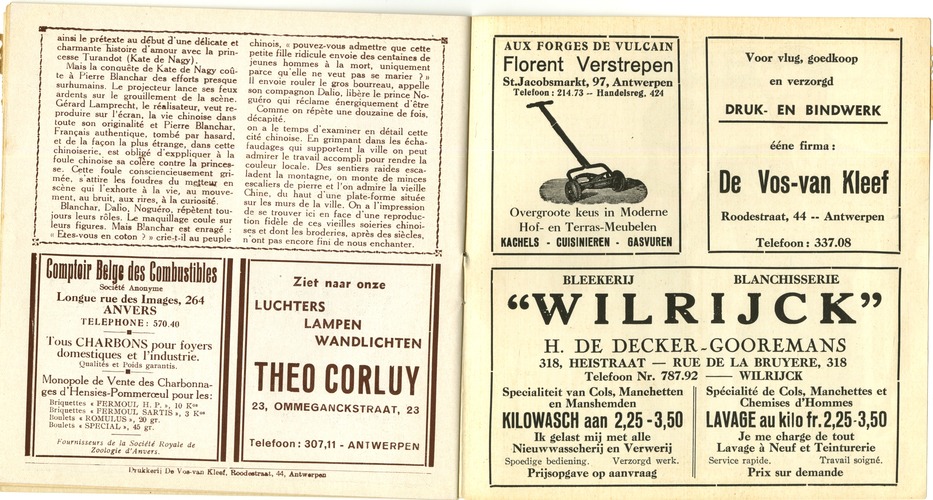 ainsi le prétexte au début d'une délicate et
charmante histoire d'amour avec la prin-
cesse Turandot (Kate de Nagy).
Mais la conquête de Kate de Nagy coû-
te à Pierre Blanchar des efforts presque
surhumains. Le projecteur lance ses feux
ardents sur le grouillement de la scène.
Gérard Lamprecht, le réalisateur, veut re-
produire sur l'écran, la vie chinoise dans
toute son originalité et Pierre Blanchar,
Français authentique, tombé par hasard,
et de la façon la plus étrange, dans cette
chinoiserie, est obligé d'exppliquer à la
foule chinoise sa colère contre la princes-
se. Cette foule consciencieusement gri-
mée, s'attire les foudres du metteur en
scène qui l'exhorte à la vie, au mouve-
ment, au bruit, aux rires, à la curiosité.
Blanchar, Dalio, Noguéro, répètent tou-
jours leurs rôles. Le maquillage coule sur
leurs figures. Mais Blanchar est enragé :
« Etes-vous en coton ? » crie-t-il au peuple
chinois, « pouvez-vous admettre que cette
petite fille ridicule envoie des centaines de
jeunes hommes à la mort, uniquement
parce qu'elle ne veut pas se marier ? »
Il envoie rouler le gros bourreau, appelle
son compagnon Dalio, libère le prince No-
guéro qui réclame énergiquement d'être
décapité.
Comme on répète une douzaine de fois,
on a le temps d'examiner en détail cette
cité chinoise. En grimpant dans les écha-
faudages qui supportent la ville on peut
admirer le travail accompli pour rendre la
couleur locale. Des sentiers raides esca-
ladent la montagne, on monte de minces
escaliers de pierre et l'on admire la vieille
Chine, du haut d'une plate-forme située
sur les murs de la ville. On a l'impression
de se trouver ici en face d'une reproduc-
tion fidèle de ces vieilles soieries chinoi-
ses et dont les broderies, après des siècles,
n'ont pas encore fini de nous enchanter.
Comptoir Belge des Combustibles
Société Anonyme
Longue rue des Images, 264
ANVERS
TELEPHONE : 570.40
Tous CHARBONS pour foyers
domestiques et l'industrie.
Qualités et Poids garantis.
Monopole de Vente des Charbonna-
ges d'Hensies-Pommerœul pour les:
Briquettes « FERMOUL H. P. », 10 Kos
Briquettes « FERMOUL SARTIS », 3 Kos
Boulets « ROMULUS », 20 gr.
Boulets « SPECIAL », 45 gr.
Fournisseurs de la Société Royale de
Zoologie d'Anvers.
Ziet naar onze
LUCHTERS
LAMPEN
WANDLICHTEN
THEO CORLUY
23, OMMEGANCKSTRAAT, 23
Telefoon : 307,11 - ANTWERPEN
Drukkerij De Vos-van Kleef, Roodestraat, 44, Antwerpen
AUX FORGES DE VULCAIN
Florent Verstrepen
St.Jacobsmarkt, 97, Antwerpen
Telefoon : 214.73 -- Handelsreg. 424
Overgroote keus in Moderne
Hof- en Terras-Meubelen
KACHELS - CUISINIEREN - GASVUREN
Voor vlug, goedkoop
en verzorgd
DRUK- EN BINDWERK
ééne firma :
De Vos-van Kleef
Roodestraat, 44 -- Antwerpen
Telefoon : 337.08
BLEEKERIJ BLANCHISSERIE
"WILRIJCK"
H. DE DECKER-GOOREMANS
318, HEISTRAAT — RUE DE LA BRUYERE, 318
Telefoon Nr. 787.92 — WILRIJCK
Specialiteit van Cols, Manchetten
en Manshemden
KILOWASCH aan 2,25-3,50
Ik gelast mij met alle
Nieuwwasscherij en Verwerij
Spoedige bediening. Verzorgd werk.
Prijsopgave op aanvraag
Spécialité de Cols, Manchettes et
Chemises d'Hommes
LAVAGE au kilo fr. 2,25-3,50
Je me charge de tout
Lavage à Neuf et Teinturerie
Service rapide. Travail soigné.
Prix sur demande